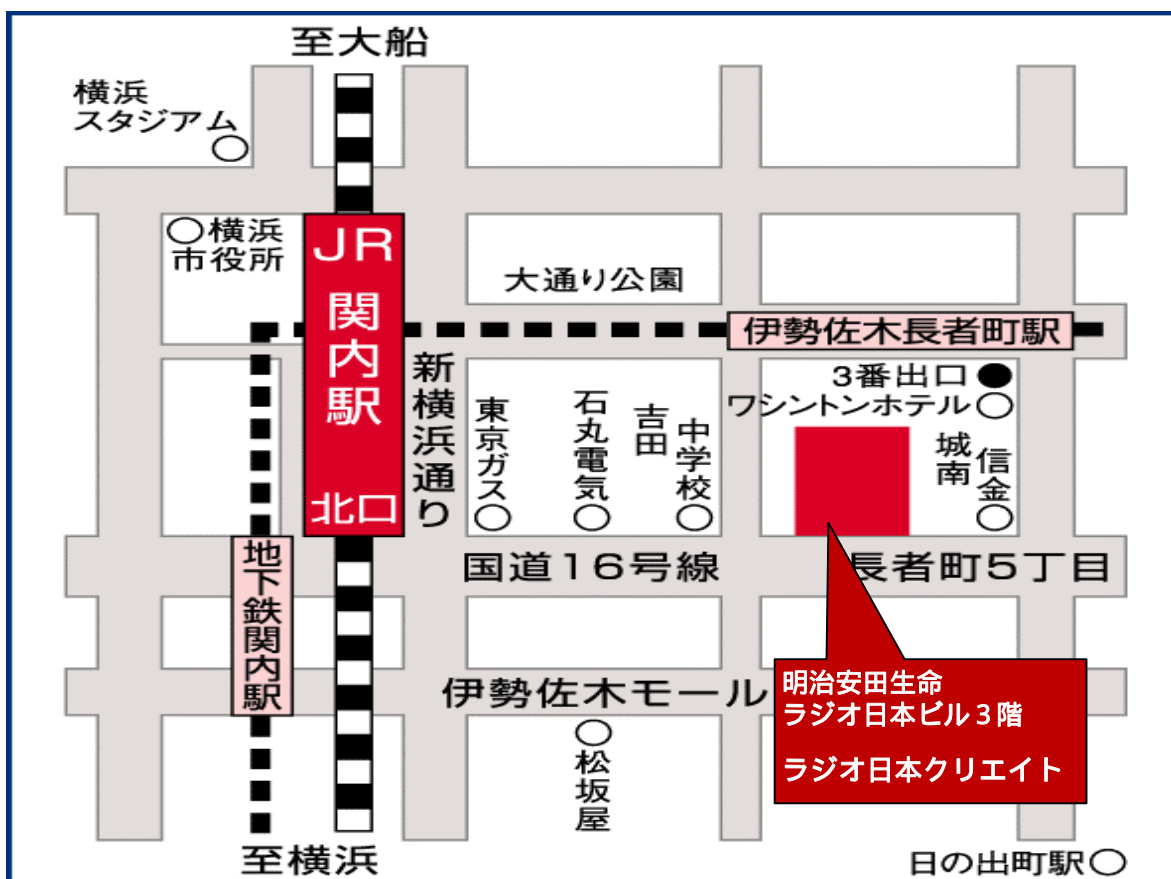 至大船
横浜
スタジアム
横浜
市役所
JR
関内駅
北口
大通り公園
伊勢佐木長者町駅
3番出口
ワシントンホテル
新横浜通り
東京ガス
石丸電気
吉田
中学校
城南
信金
国道16号線
長者町5丁目
地下鉄関内駅
伊勢佐木モール
明治安田生命
ラジオ日本ビル3階
ラジオ日本クリエイト
松坂屋
至横浜
日の出町駅